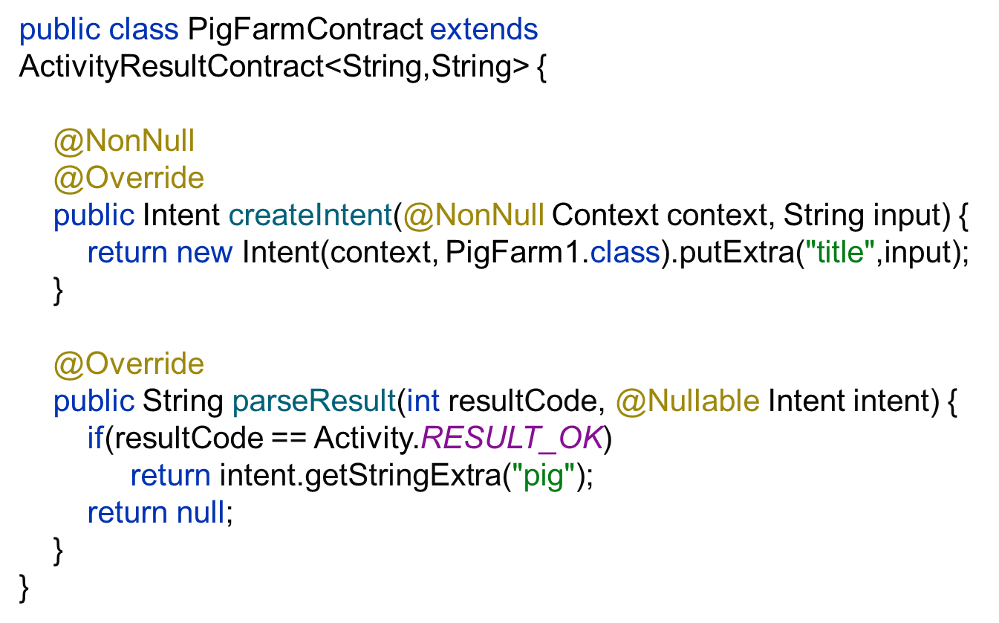 public class PigFarmContract extends
ActivityResultContract<String,String> {
@NonNull
@Override
public Intent createIntent(@NonNull Context context, String input) {
return new Intent(context, PigFarm1.class).putExtra("title",input);
}
@Override
public String parseResult(int resultCode, @Nullable Intent intent) {
if(resultCode == Activity.RESULT_OK)
return intent.getStringExtra("pig");
return null;
}
}